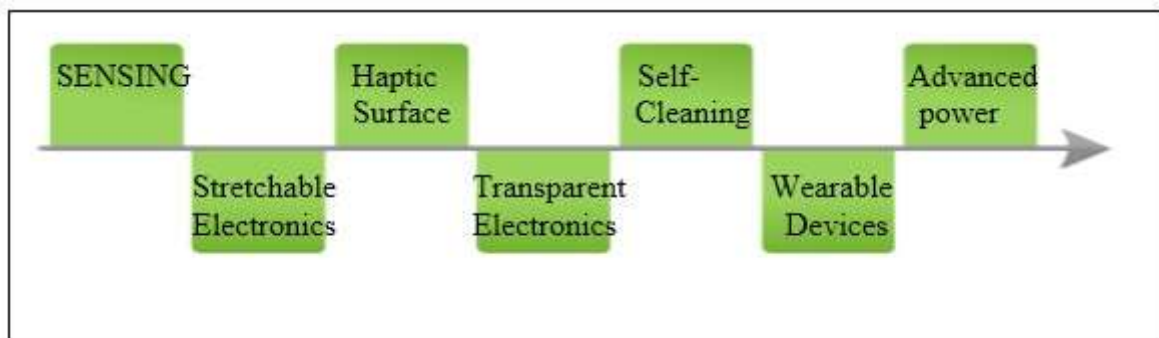 SENSING
Stretchable
Electronics
Haptic
Surface
Transparent
Electronics
Self-
Cleaning
Wearable
Devices
Advanced
power